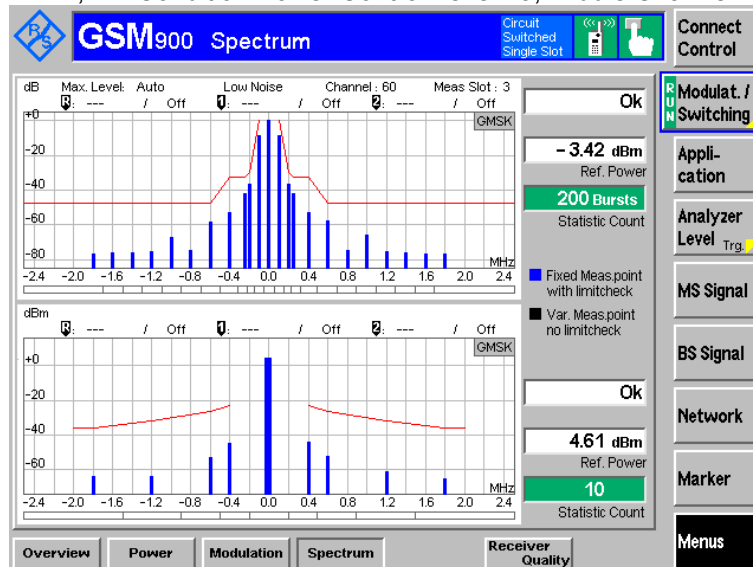 R&S
GSM900 Spectrum
Circuit
Switched
Single Slot
Connect
Control
dB Max. Level: Auto Low Noise Channel : 60 Meas Slot : 3
R: --- / Off 1: --- / Off 2: --- / Off
GMSK
+0
-20
-40
-60
-80
MHz
-2.4 -2.0 -1.6 -1.2 -0.8 -0.4 0.0 0.4 0.8 1.2 1.6 2.0 2.4
Ok
-3.42 dBm
Ref. Power
200 Bursts
Statistic Count
Fixed Meas.point
with limitcheck
Var. Meas.point
no limitcheck
dBm
R: --- / Off 1: --- / Off 2: --- / Off
GMSK
+0
-20
-40
-60
MHz
-2.4 -2.0 -1.6 -1.2 -0.8 -0.4 0.0 0.4 0.8 1.2 1.6 2.0 2.4
Ok
4.61 dBm
Ref. Power
10
Statistic Count
RUN
Modulat. /
Switching
Appli-
cation
Analyzer
Level Trg.
MS Signal
BS Signal
Network
Marker
Menus
Overview Power Modulation Spectrum Receiver
Quality